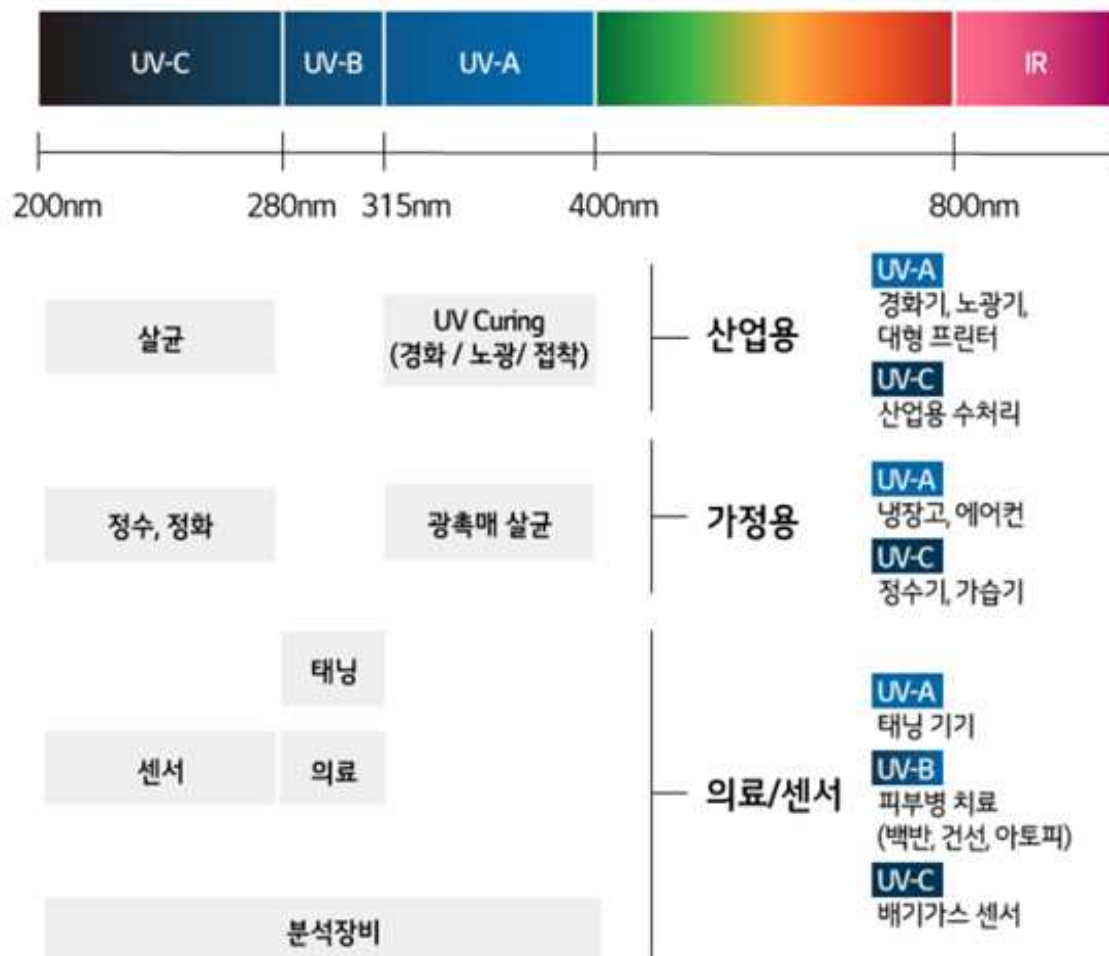 UV-C UV-B UV-A IR
200nm 280nm 315nm 400nm 800nm
살균
UV Curing
(경화 / 노광/ 접착)
산업용
UV-A
경화기, 노광기,
대형 프린터
UV-C
산업용 수처리
정수, 정화
광촉매 살균
가정용
UV-A
냉장고, 에어컨
UV-C
정수기, 가습기
태닝
센서
의료
분석장비
의료/센서
UV-A
태닝 기기
UV-B
피부병 치료
(백반, 건선, 아토피)
UV-C
배기가스 센서